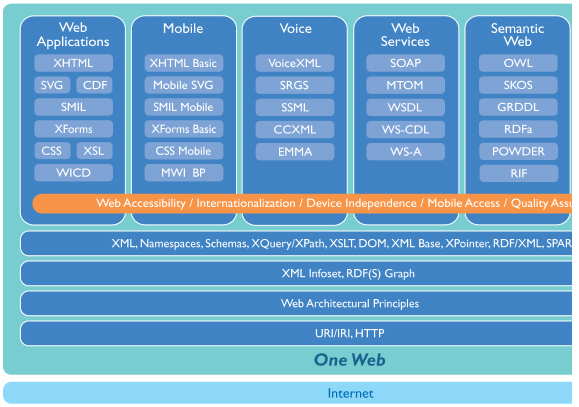 Web Applications
XHTML
SVG CDF
SMIL
XForms
CSS XSL
WICD
Mobile
XHTML Basic
Mobile SVG
SMIL Mobile
XForms Basic
CSS Mobile
MWI BP
Voice
VoiceXML
SRGS
SSML
CCXML
EMMA
Web Services
SOAP
MTOM
WSDL
WS-CDL
WS-A
Semantic Web
OWL
SKOS
GRDDL
RDFa
POWDER
RIF
Web Accessibility / Internationalization / Device Independence / Mobile Access / Quality Assu
XML, Namespaces, Schemas, XQuery/XPath, XSLT, DOM, XML Base, XPointer, RDF/XML, SPAR
XML Infoset, RDF(S) Graph
Web Architectural Principles
URI/IRI, HTTP
One Web
Internet